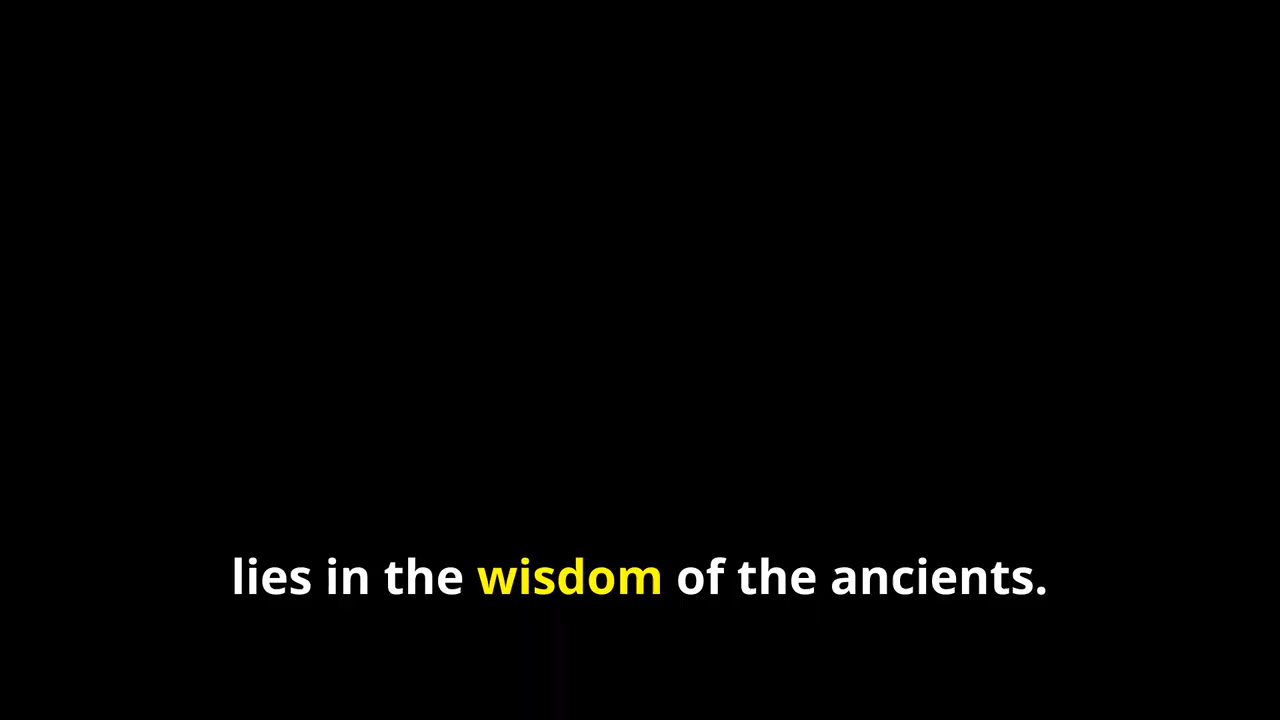 lies in the wisdom of the ancients.